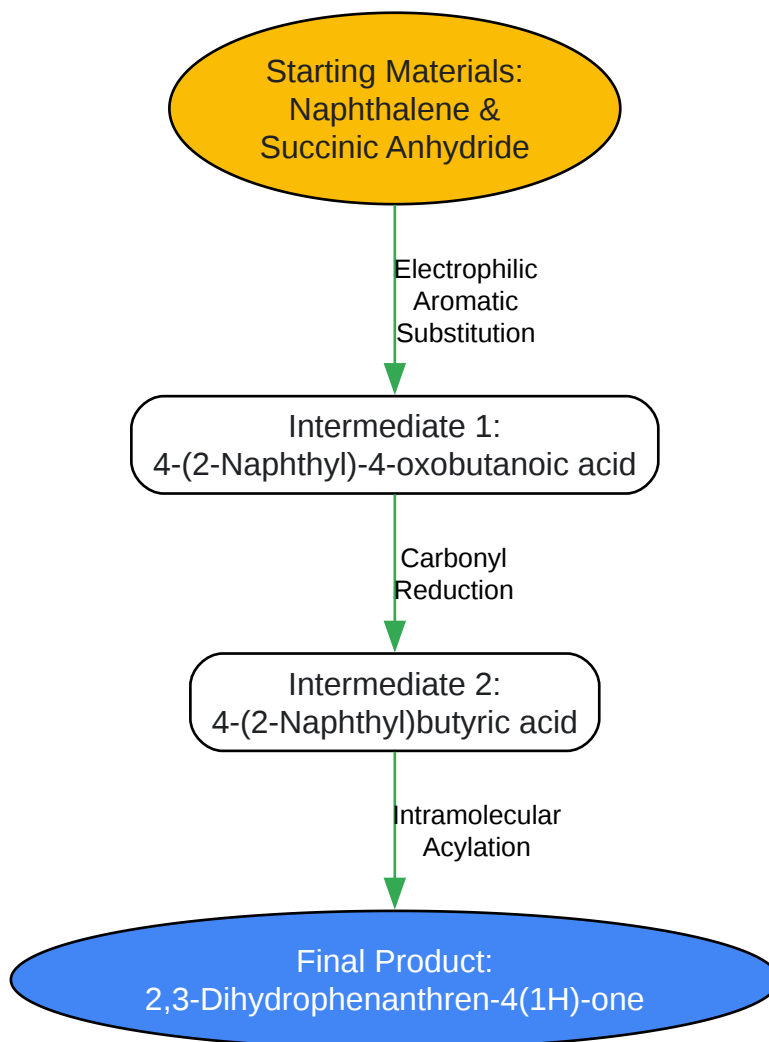 Starting Materials:
Naphthalene &
Succinic Anhydride
Electrophilic
Aromatic
Substitution
Intermediate 1:
4-(2-Naphthyl)-4-oxobutanoic acid
Carbonyl
Reduction
Intermediate 2:
4-(2-Naphthyl)butyric acid
Intramolecular
Acylation
Final Product:
2,3-Dihydrophenanthren-4(1H)-one